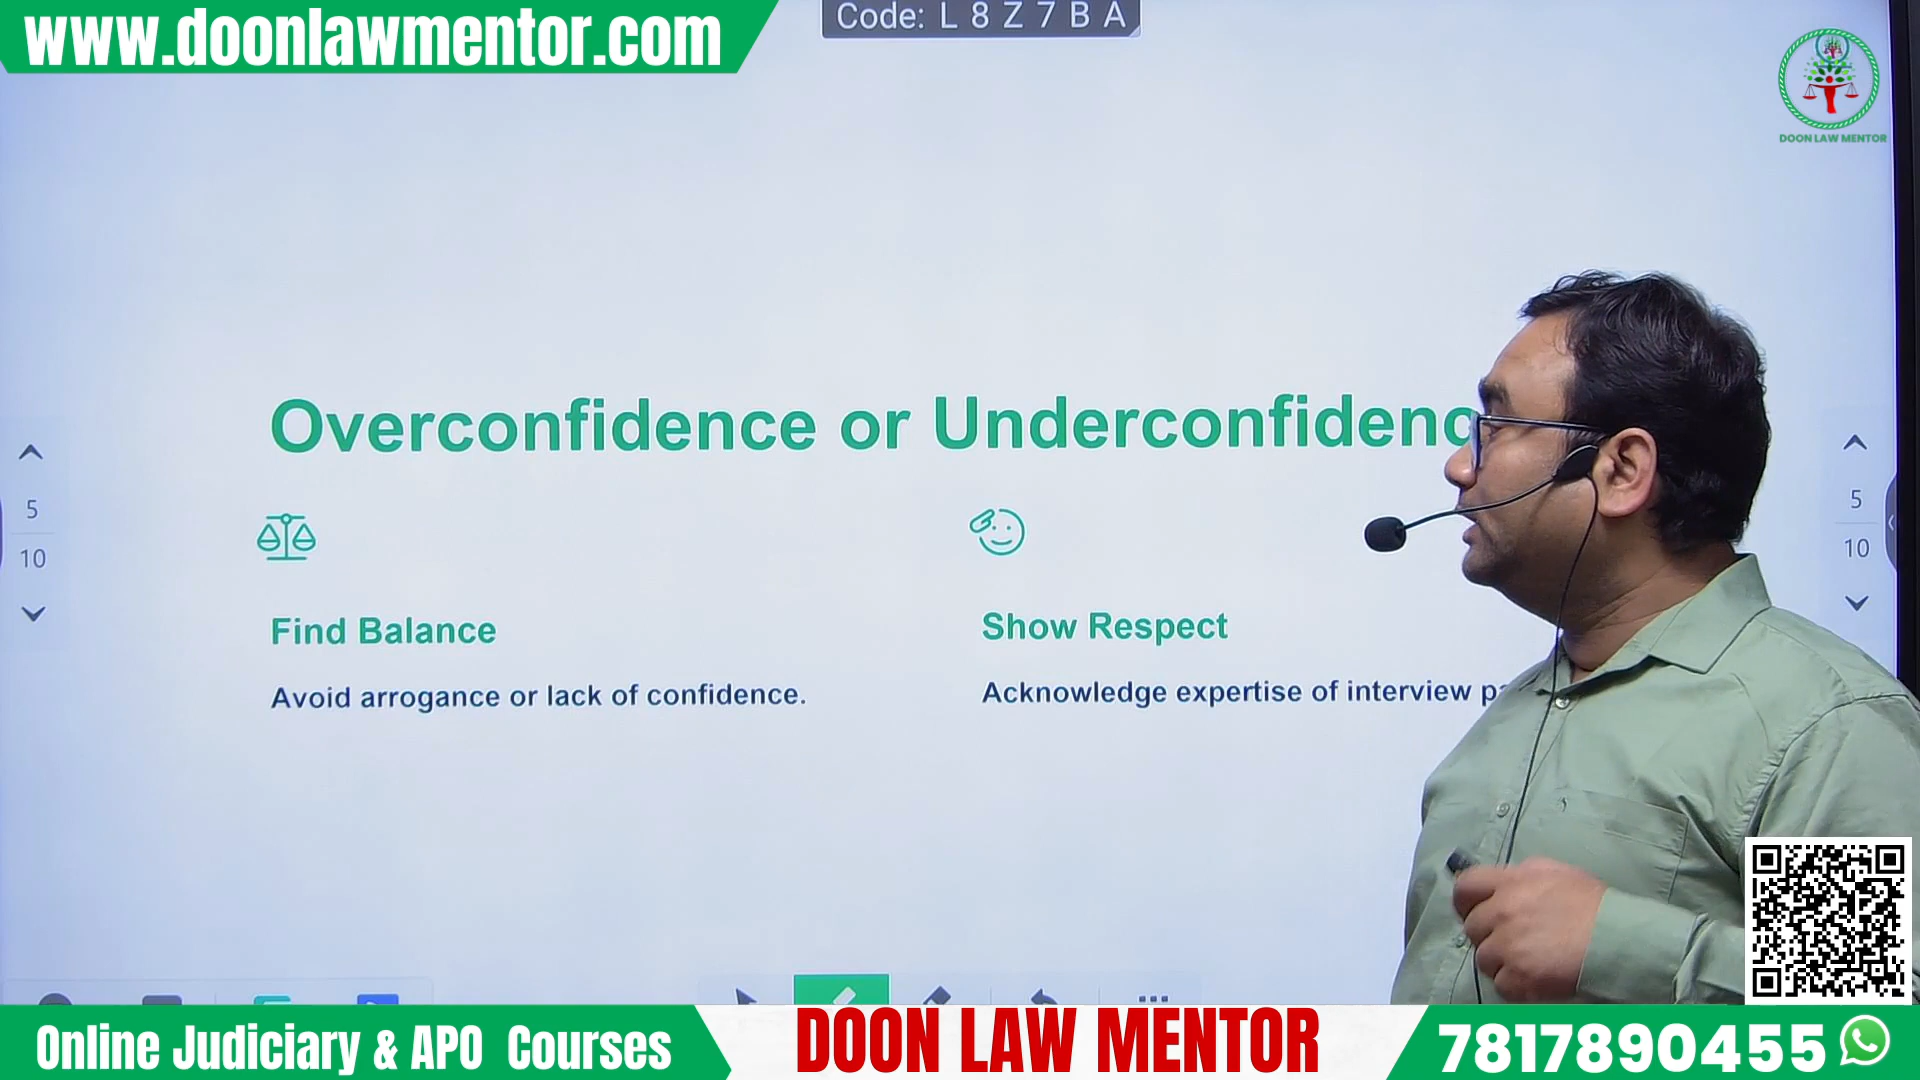 www.doonlawmentor.com
Code: L 8 Z 7 B A
DOON LAW MENTOR
Overconfidence or Underconfidenc
5
10
5
10
Find Balance
Show Respect
Avoid arrogance or lack of confidence.
Acknowledge expertise of interview
Online Judiciary & APO Courses
DOON LAW MENTOR
7817890455